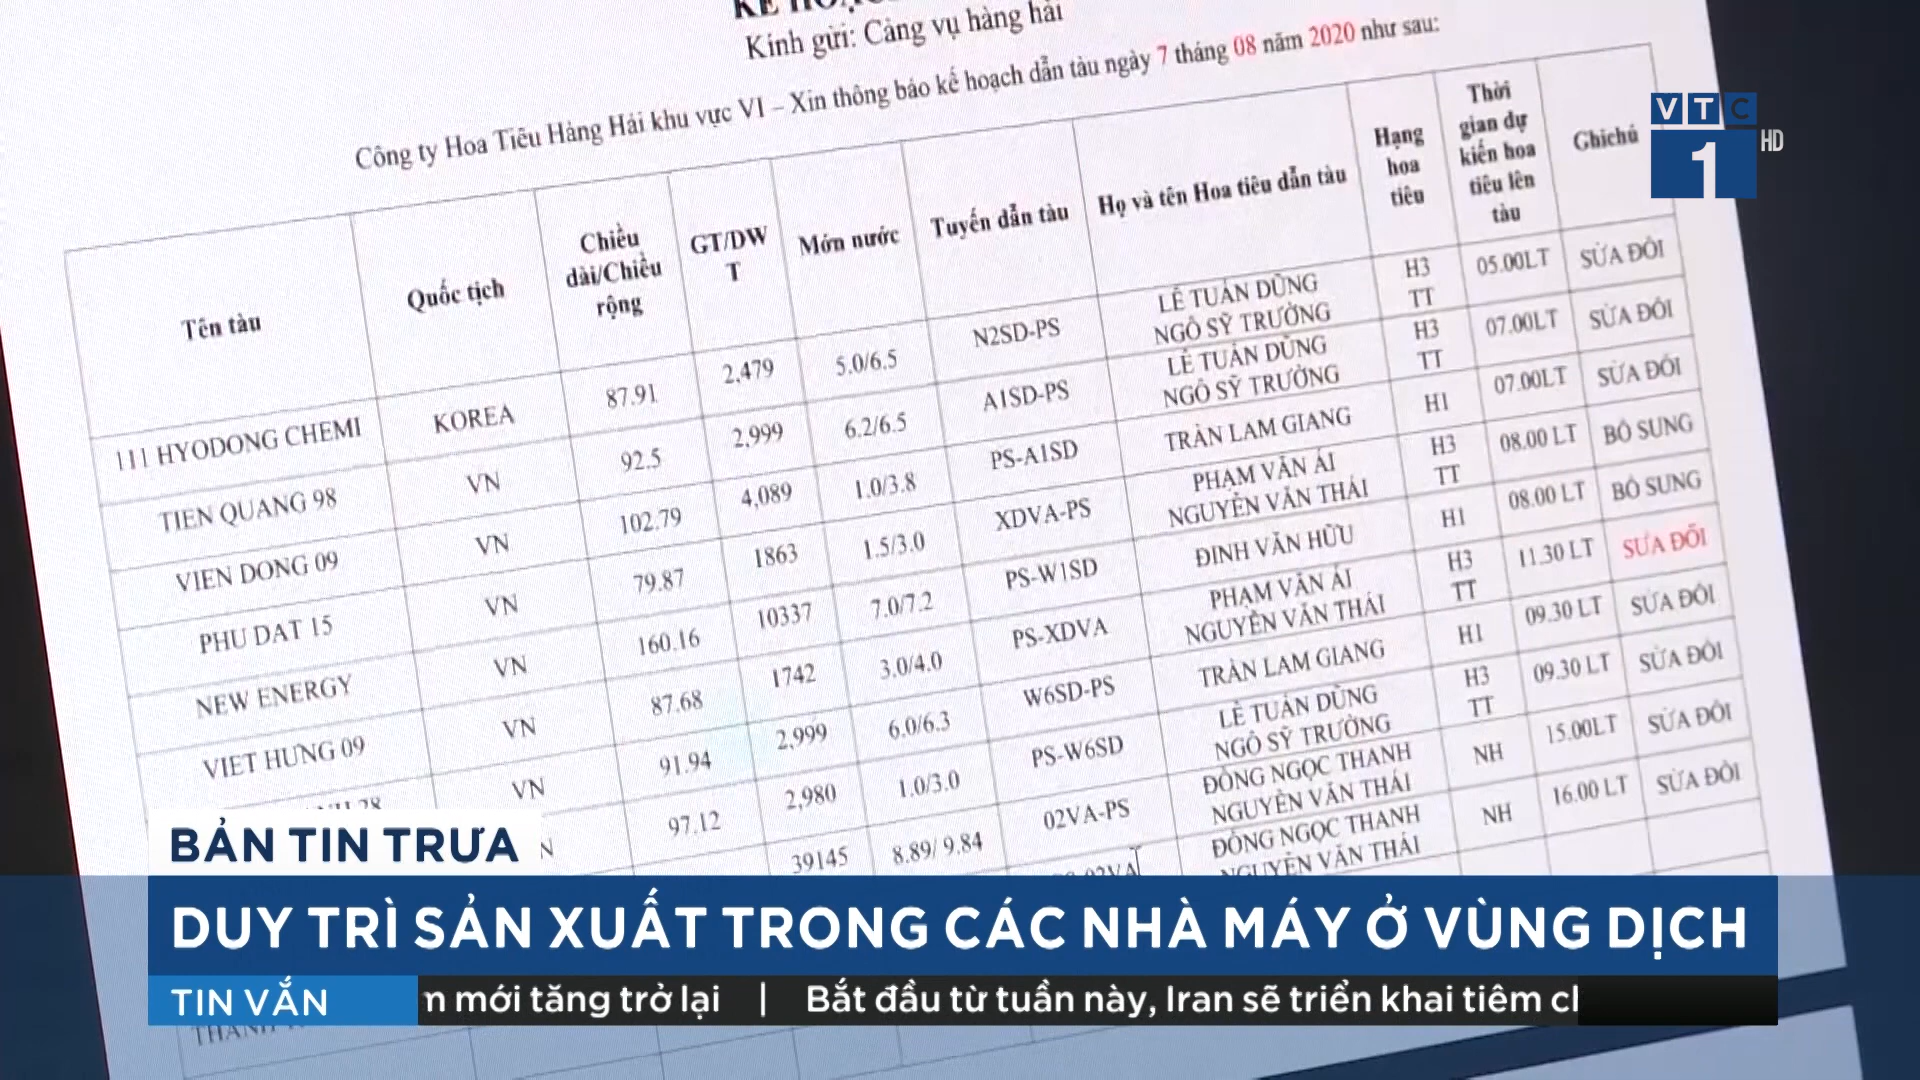 Kính gửi: Cảng vụ hàng hải
Công ty Hoa Tiêu Hàng Hải khu vực VI – Xin thông báo kế hoạch dẫn tàu ngày 7 tháng 08 năm 2020 như sau:
Tên tàu Quốc tịch Chiều dài/Chiều rộng GT/DWT Mớn nước Tuyến dẫn tàu Họ và tên Hoa tiêu dẫn tàu Hạng hoa tiêu Thời gian dự kiến hoa tiêu lên tàu Ghi chú
111 HYODONG CHEMI KOREA 87.91 2,479 5.0/6.5 N2SD-PS LÊ TUẤN DŨNG NGÔ SỸ TRƯỜNG H3 TT 05.00LT SỬA ĐỔI
TIEN QUANG 98 VN 92.5 2,999 6.2/6.5 A1SD-PS LÊ TUẤN DŨNG NGÔ SỸ TRƯỜNG H3 TT 07.00LT SỬA ĐỔI
VIEN DONG 09 VN 102.79 4,089 1.0/3.8 PS-A1SD TRẦN LAM GIANG H1 07.00LT SỬA ĐỔI
PHU DAT 15 VN 79.87 1863 1.5/3.0 XDVA-PS PHẠM VĂN ÁI NGUYỄN VĂN THÁI H3 TT 08.00 LT BỔ SUNG
NEW ENERGY VN 160.16 10337 7.0/7.2 PS-W1SD ĐINH VĂN HỮU H1 08.00 LT BỔ SUNG
VIET HUNG 09 VN 87.68 1742 3.0/4.0 PS-XDVA PHẠM VĂN ÁI NGUYỄN VĂN THÁI H3 TT 11.30 LT SỬA ĐỔI
VN 91.94 2,999 6.0/6.3 W6SD-PS TRẦN LAM GIANG H1 09.30 LT SỬA ĐỔI
97.12 2,980 1.0/3.0 PS-W6SD LÊ TUẤN DŨNG NGÔ SỸ TRƯỜNG H3 TT 09.30 LT SỬA ĐỔI
39145 8.89/ 9.84 02VA-PS ĐỒNG NGỌC THANH NGUYỄN VĂN THÁI NH 15.00LT SỬA ĐỔI
ĐỒNG NGỌC THANH NGUYỄN VĂN THÁI NH 16.00 LT SỬA ĐỔI
VTC
1 HD
BẢN TIN TRƯA
DUY TRÌ SẢN XUẤT TRONG CÁC NHÀ MÁY Ở VÙNG DỊCH
TIN VẮN mới tăng trở lại | Bắt đầu từ tuần này, Iran sẽ triển khai tiêm